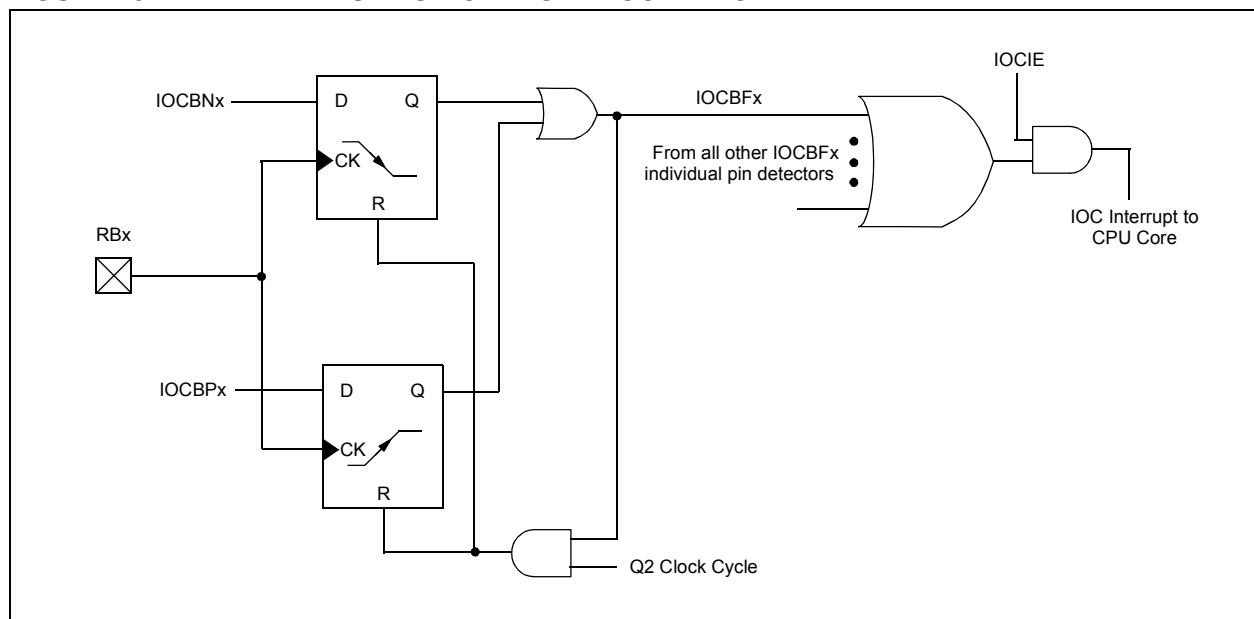 IOCIE
IOCBNx
D
Q
IOCBFx
CK
From all other IOCBFx
individual pin detectors
R
IOC Interrupt to
CPU Core
RBx
IOCBPx
D
Q
CK
R
Q2 Clock Cycle